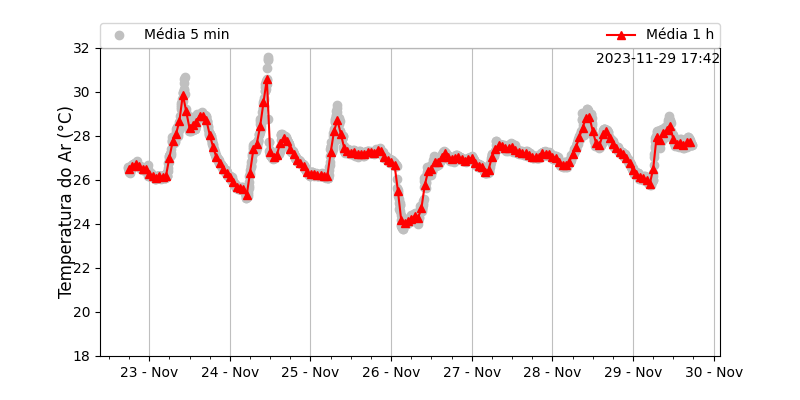 Média 5 min
Média 1 h
2023-11-29 17:42
Temperatura do Ar (°C)
32
30
28
26
24
22
20
18
23 - Nov
24 - Nov
25 - Nov
26 - Nov
27 - Nov
28 - Nov
29 - Nov
30 - Nov